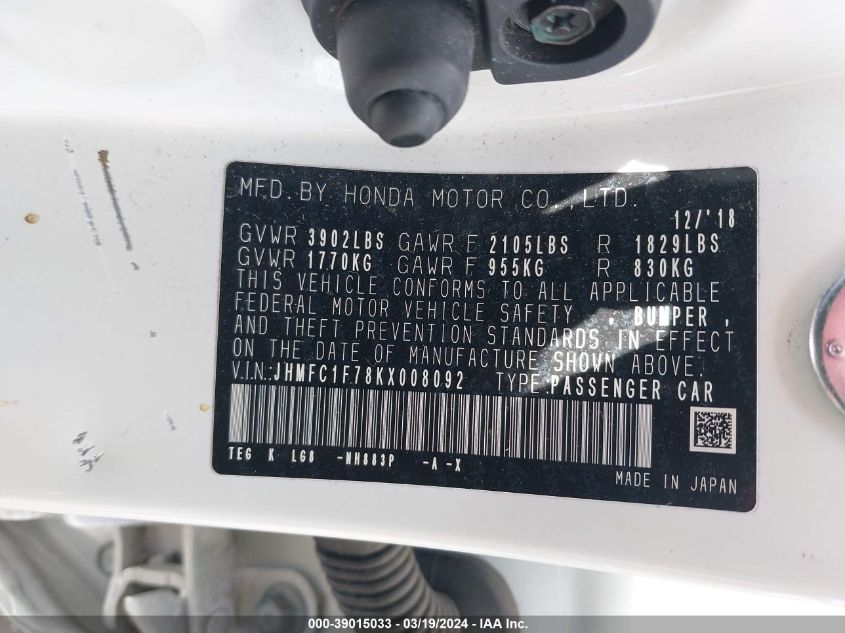 MFD. BY HONDA MOTOR CO., LTD.
12/'18
GVWR 3902LBS GAWR F 2105LBS R 1829LBS
GVWR 1770KG GAWR F 955KG R 830KG
THIS VEHICLE CONFORMS TO ALL APPLICABLE
FEDERAL MOTOR VEHICLE SAFETY , BUMPER ,
AND THEFT PREVENTION STANDARDS IN EFFECT
ON THE DATE OF MANUFACTURE SHOWN ABOVE.
V.IN.:JHMFC1F78KX008092 TYPE:PASSENGER CAR
TEG K LG8 -NH883P -A -X
MADE IN JAPAN
000-39015033 - 03/19/2024 - IAA Inc.